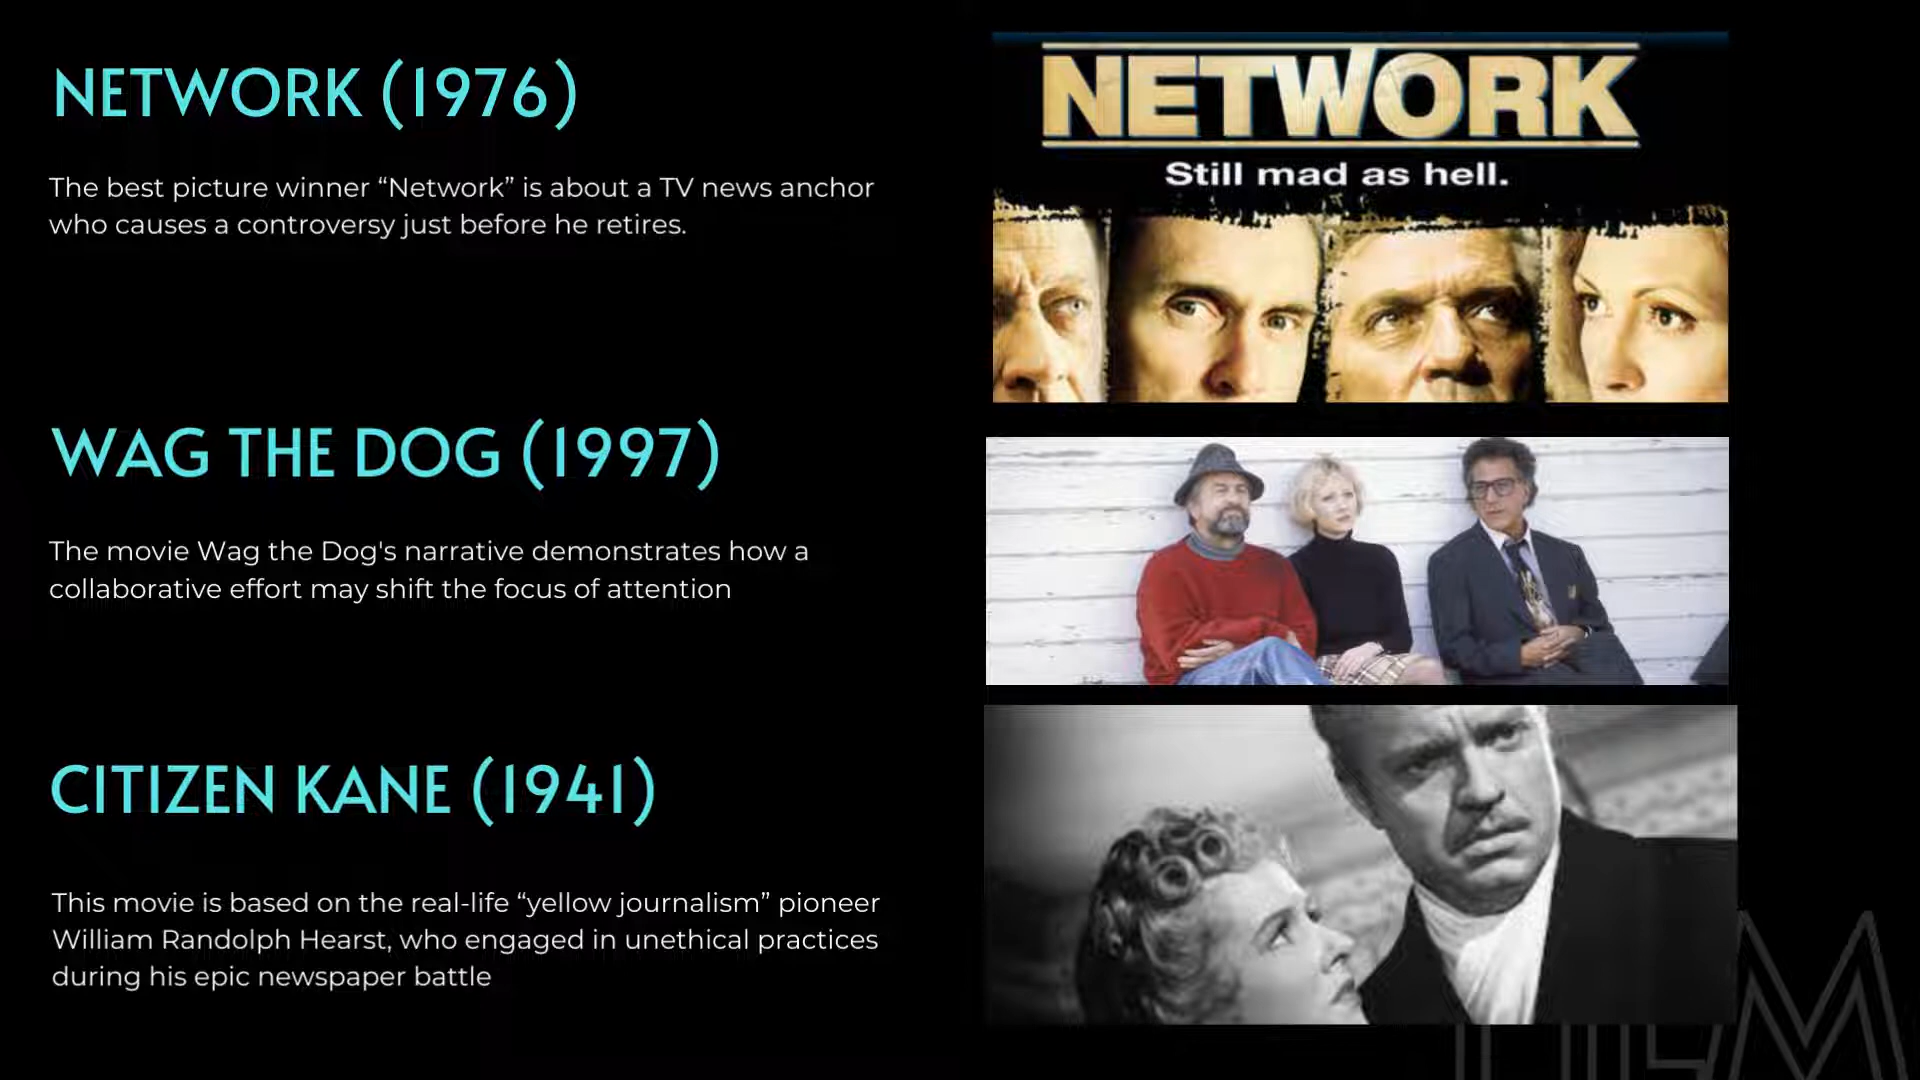 NETWORK (1976)
The best picture winner “Network” is about a TV news anchor
who causes a controversy just before he retires.
NETWORK
Still mad as hell.
WAG THE DOG (1997)
The movie Wag the Dog's narrative demonstrates how a
collaborative effort may shift the focus of attention
CITIZEN KANE (1941)
This movie is based on the real-life “yellow journalism” pioneer
William Randolph Hearst, who engaged in unethical practices
during his epic newspaper battle
FILM